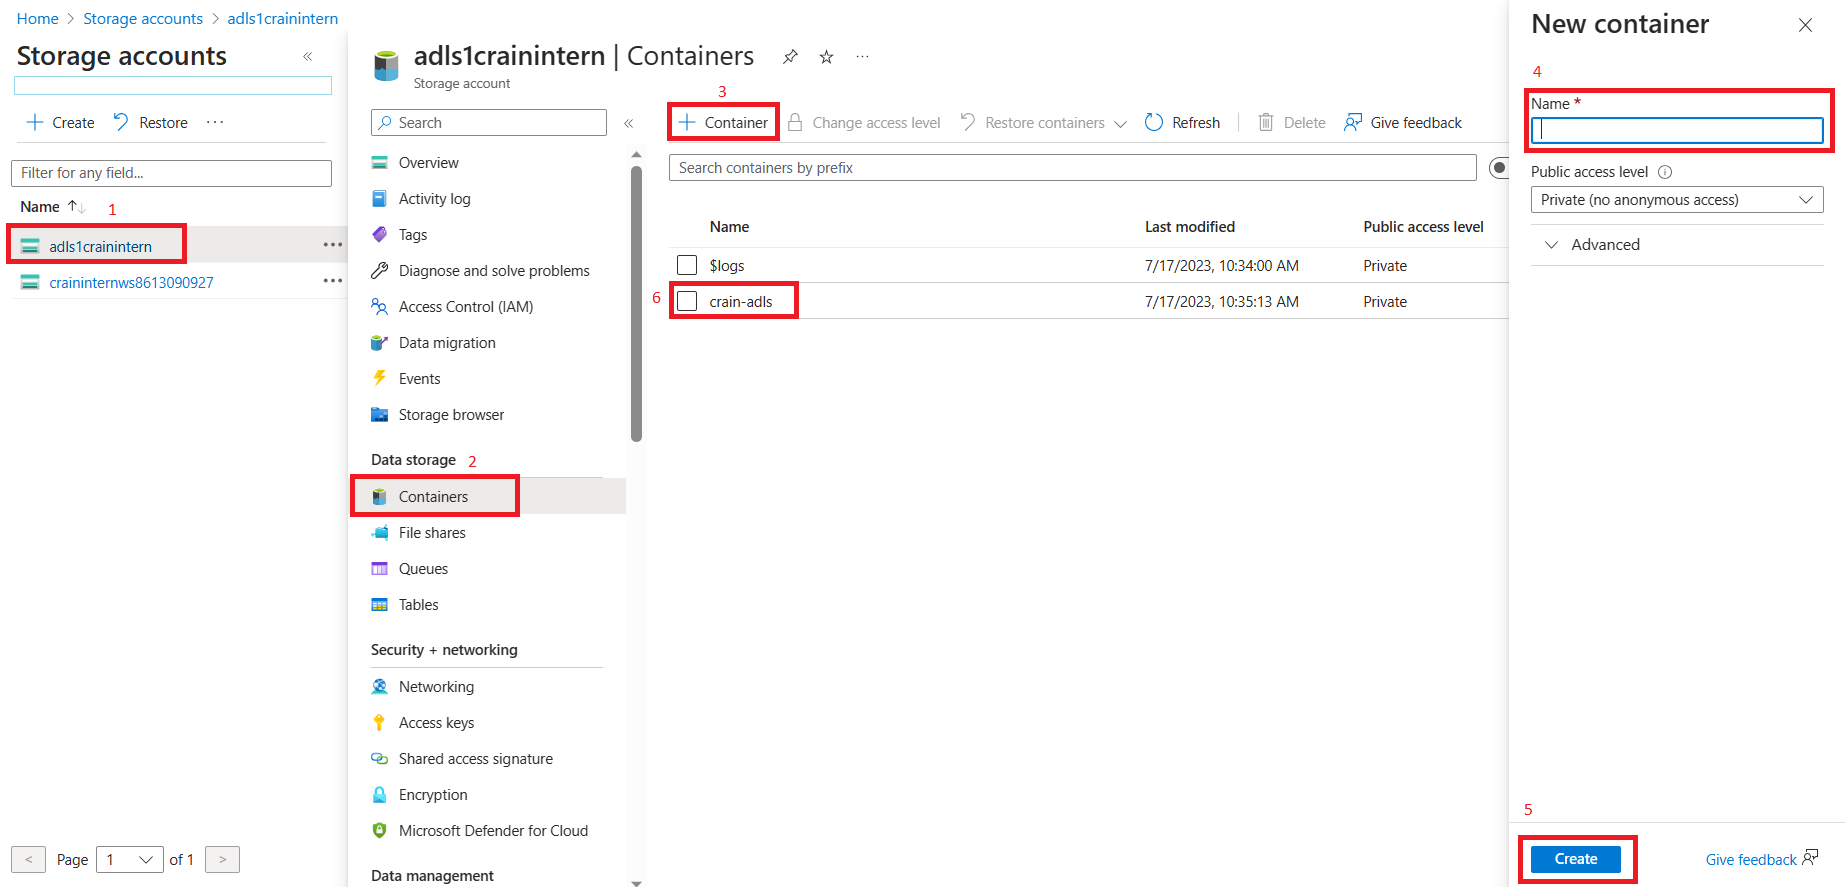 Home > Storage accounts > adls1crainintern
Storage accounts «
+ Create Restore ···
Filter for any field...
Name ↑↓ 1
adls1crainintern ···
craininternws8613090927 ···
< Page 1 of 1 >
adls1crainintern | Containers ···
Storage account
Search «
Overview
Activity log
Tags
Diagnose and solve problems
Access Control (IAM)
Data migration
Events
Storage browser
Data storage 2
Containers
File shares
Queues
Tables
Security + networking
Networking
Access keys
Shared access signature
Encryption
Microsoft Defender for Cloud
Data management
3
+ Container Change access level Restore containers Refresh Delete Give feedback
Search containers by prefix
Name Last modified Public access level
$logs 7/17/2023, 10:34:00 AM Private
6 crain-adls 7/17/2023, 10:35:13 AM Private
New container
4
Name *
Public access level
Private (no anonymous access)
Advanced
5
Create Give feedback